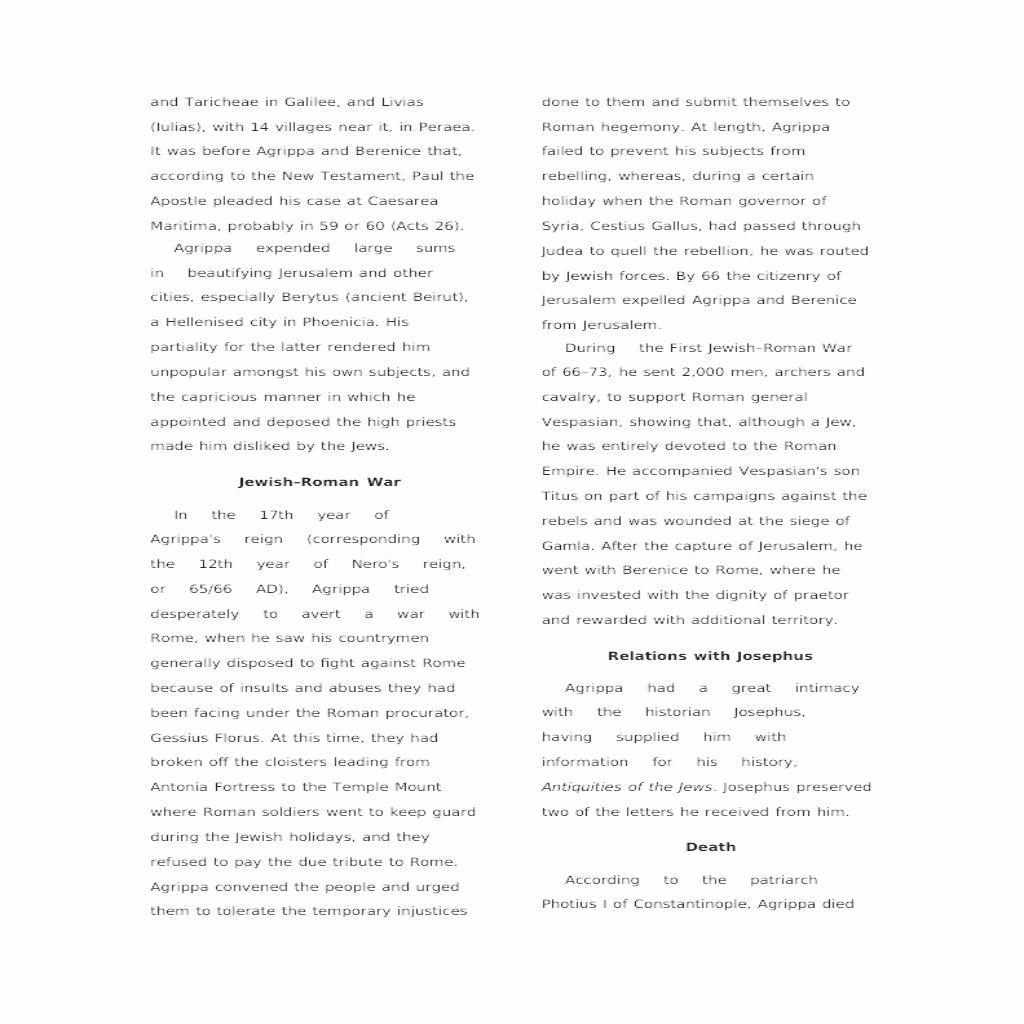 and Taricheae in Galilee, and Livias
(Iulias), with 14 villages near it, in Peraea.
It was before Agrippa and Berenice that,
according to the New Testament, Paul the
Apostle pleaded his case at Caesarea
Maritima, probably in 59 or 60 (Acts 26).
Agrippa expended large sums
in beautifying Jerusalem and other
cities, especially Berytus (ancient Beirut),
a Hellenised city in Phoenicia. His
partiality for the latter rendered him
unpopular amongst his own subjects, and
the capricious manner in which he
appointed and deposed the high priests
made him disliked by the Jews.
Jewish–Roman War
In the 17th year of
Agrippa's reign (corresponding with
the 12th year of Nero's reign,
or 65/66 AD), Agrippa tried
desperately to avert a war with
Rome, when he saw his countrymen
generally disposed to fight against Rome
because of insults and abuses they had
been facing under the Roman procurator,
Gessius Florus. At this time, they had
broken off the cloisters leading from
Antonia Fortress to the Temple Mount
where Roman soldiers went to keep guard
during the Jewish holidays, and they
refused to pay the due tribute to Rome.
Agrippa convened the people and urged
them to tolerate the temporary injustices
done to them and submit themselves to
Roman hegemony. At length, Agrippa
failed to prevent his subjects from
rebelling, whereas, during a certain
holiday when the Roman governor of
Syria, Cestius Gallus, had passed through
Judea to quell the rebellion, he was routed
by Jewish forces. By 66 the citizenry of
Jerusalem expelled Agrippa and Berenice
from Jerusalem.
During the First Jewish–Roman War
of 66–73, he sent 2,000 men, archers and
cavalry, to support Roman general
Vespasian, showing that, although a Jew,
he was entirely devoted to the Roman
Empire. He accompanied Vespasian's son
Titus on part of his campaigns against the
rebels and was wounded at the siege of
Gamla. After the capture of Jerusalem, he
went with Berenice to Rome, where he
was invested with the dignity of praetor
and rewarded with additional territory.
Relations with Josephus
Agrippa had a great intimacy
with the historian Josephus,
having supplied him with
information for his history,
Antiquities of the Jews. Josephus preserved
two of the letters he received from him.
Death
According to the patriarch
Photius I of Constantinople, Agrippa died